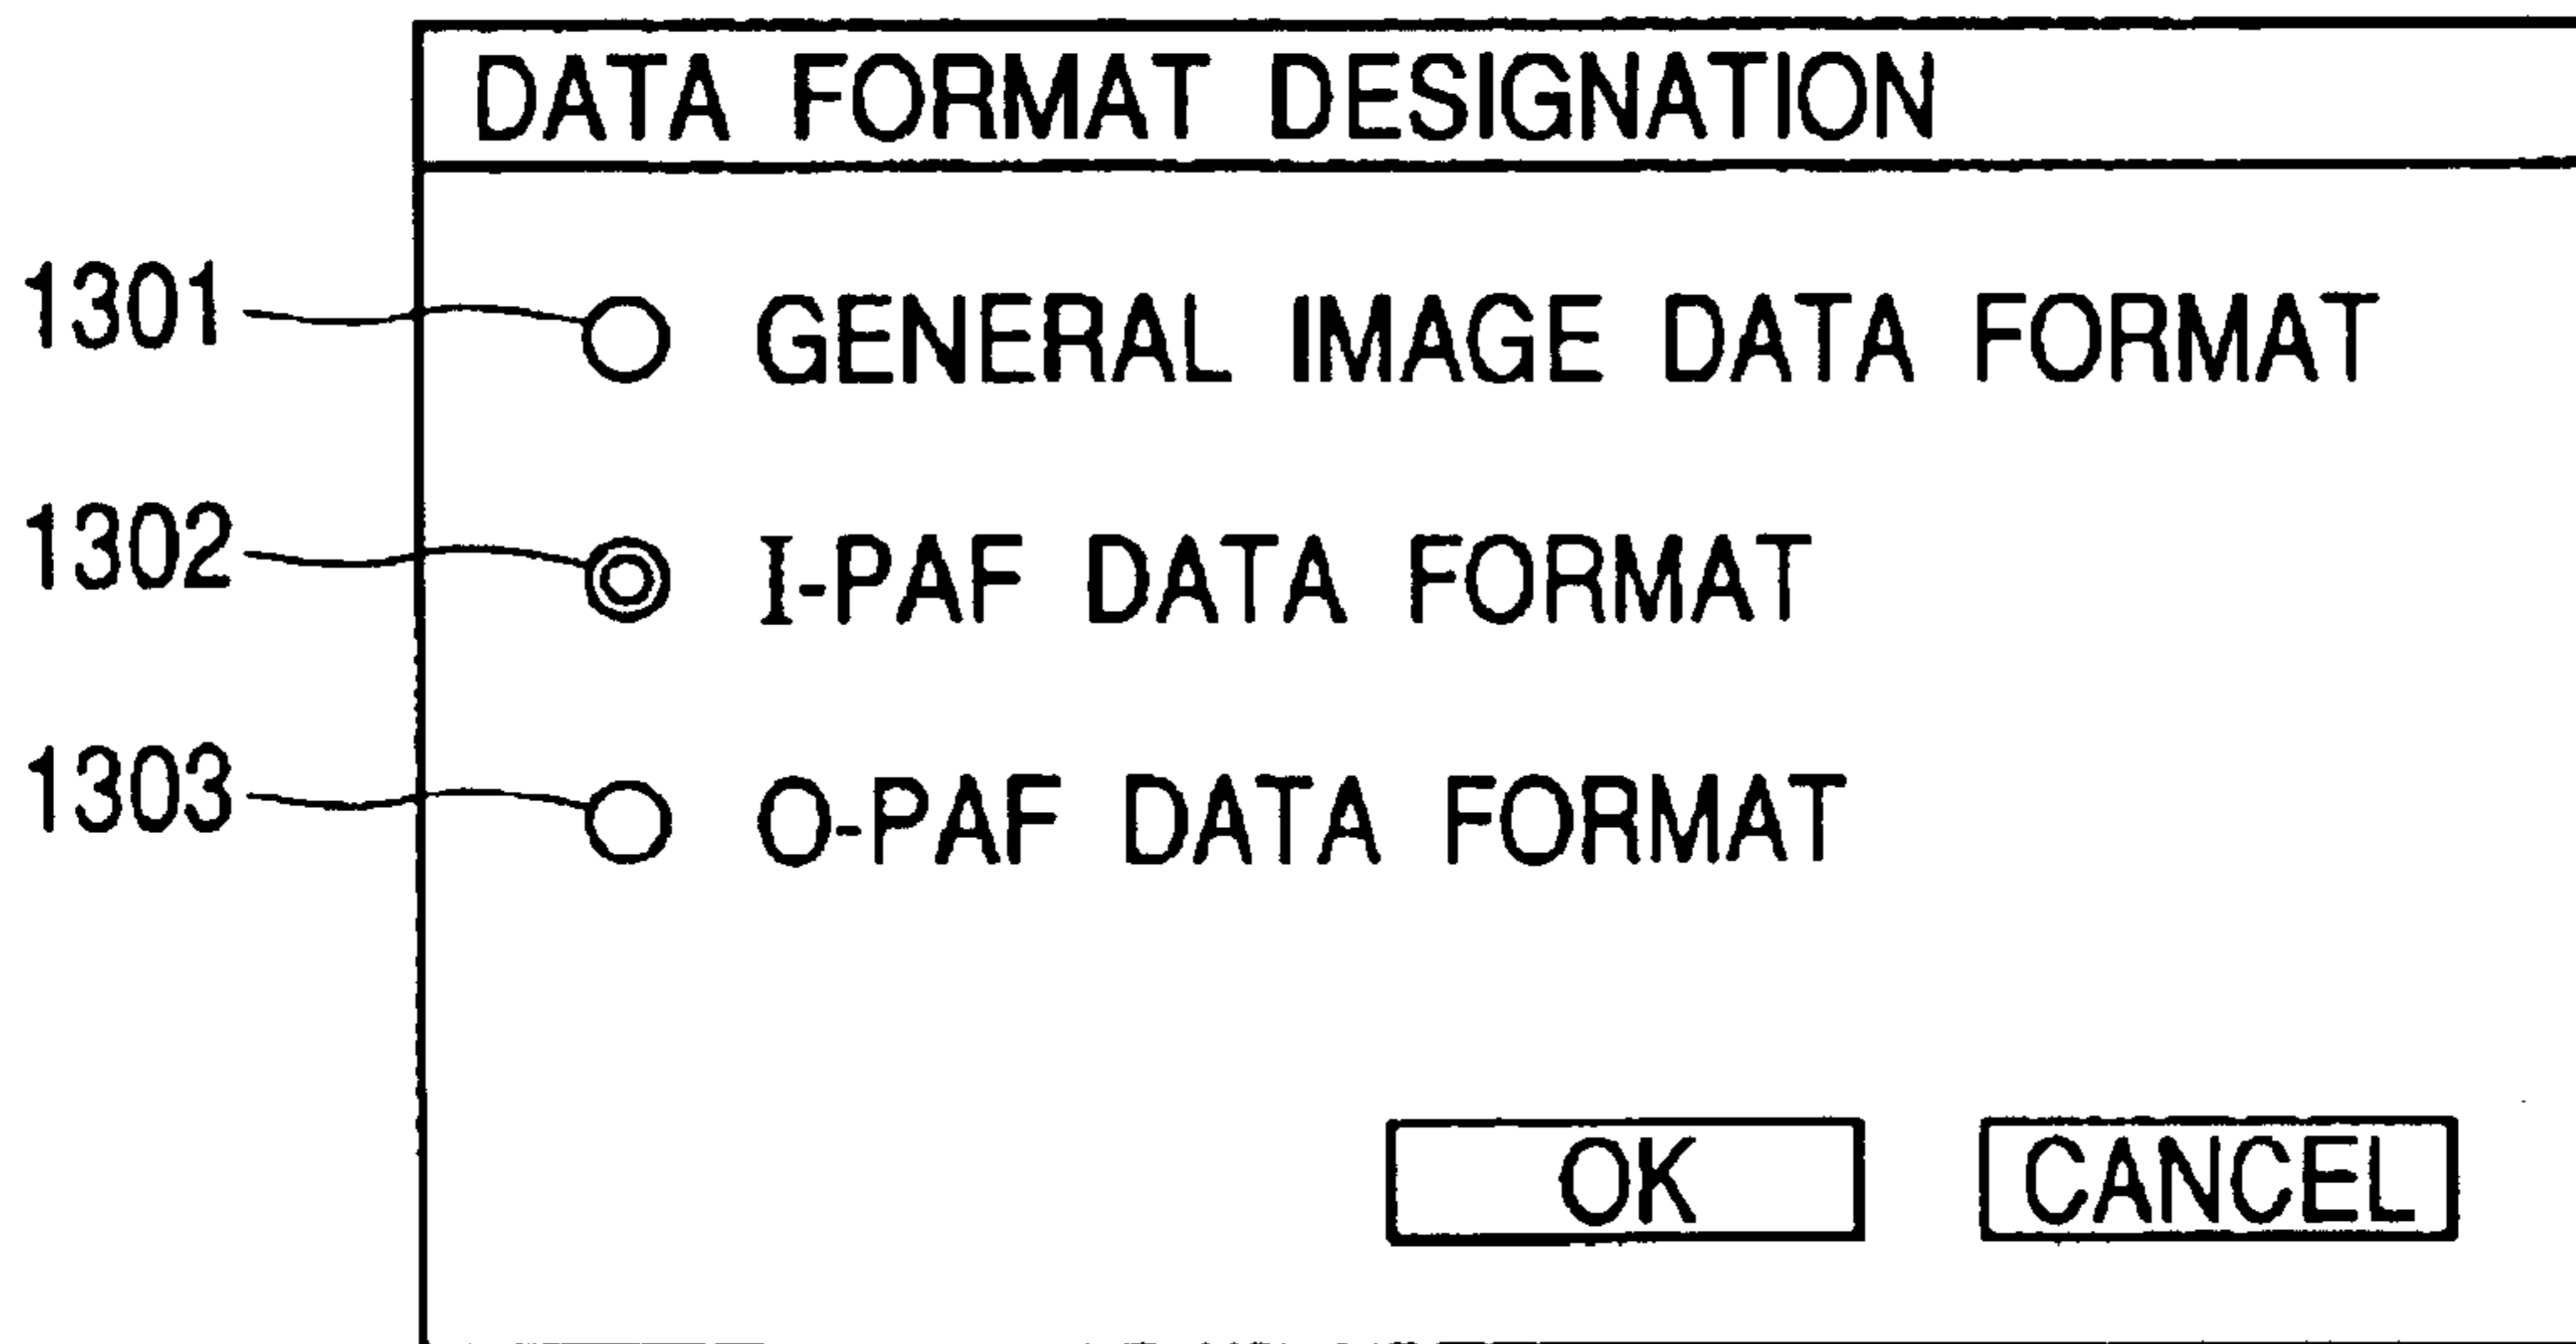 DATA FORMAT DESIGNATION
1301 GENERAL IMAGE DATA FORMAT
1302 I-PAF DATA FORMAT
1303 O-PAF DATA FORMAT
OK CANCEL